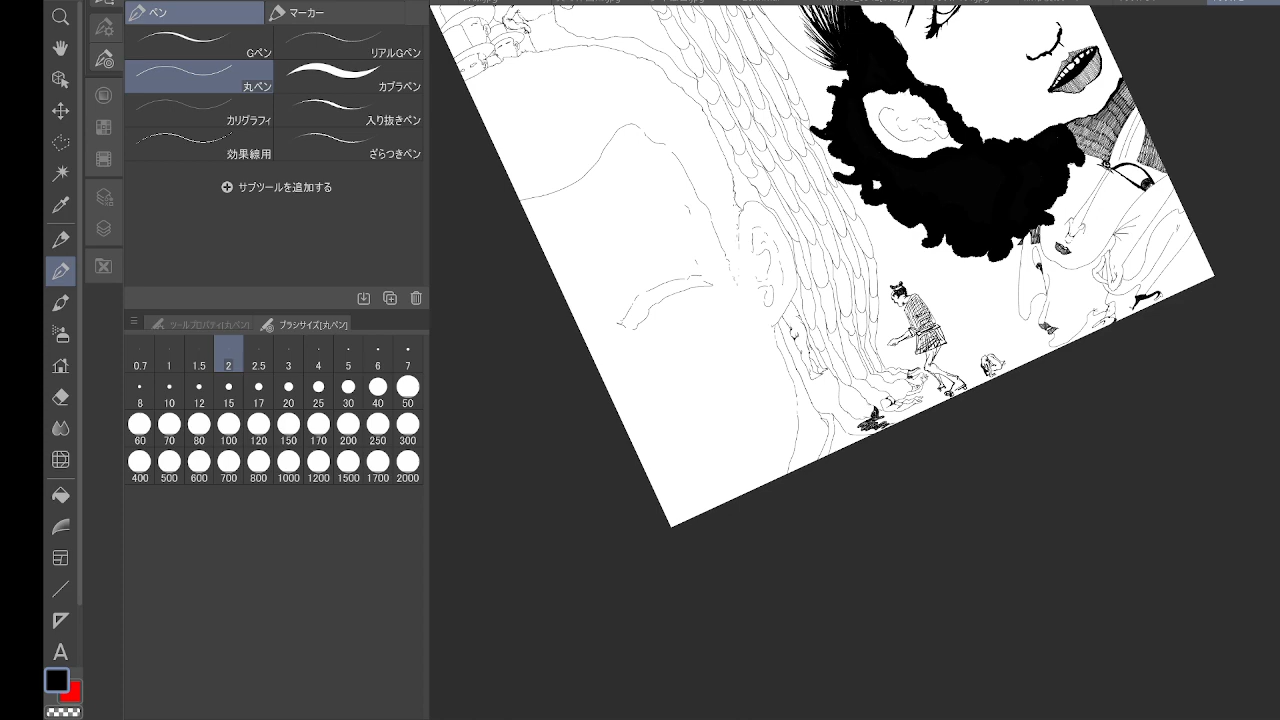 ペン マーカー
Gペン リアルGペン
丸ペン カブラペン
カリグラフィ 入り抜きペン
効果線用 ざらつきペン
サブツールを追加する
ツールプロパティ[丸ペン] ブラシサイズ[丸ペン]
0.7 1 1.5 2 2.5 3 4 5 6 7
8 10 12 15 17 20 25 30 40 50
60 70 80 100 120 150 170 200 250 300
400 500 600 700 800 1000 1200 1500 1700 2000
A